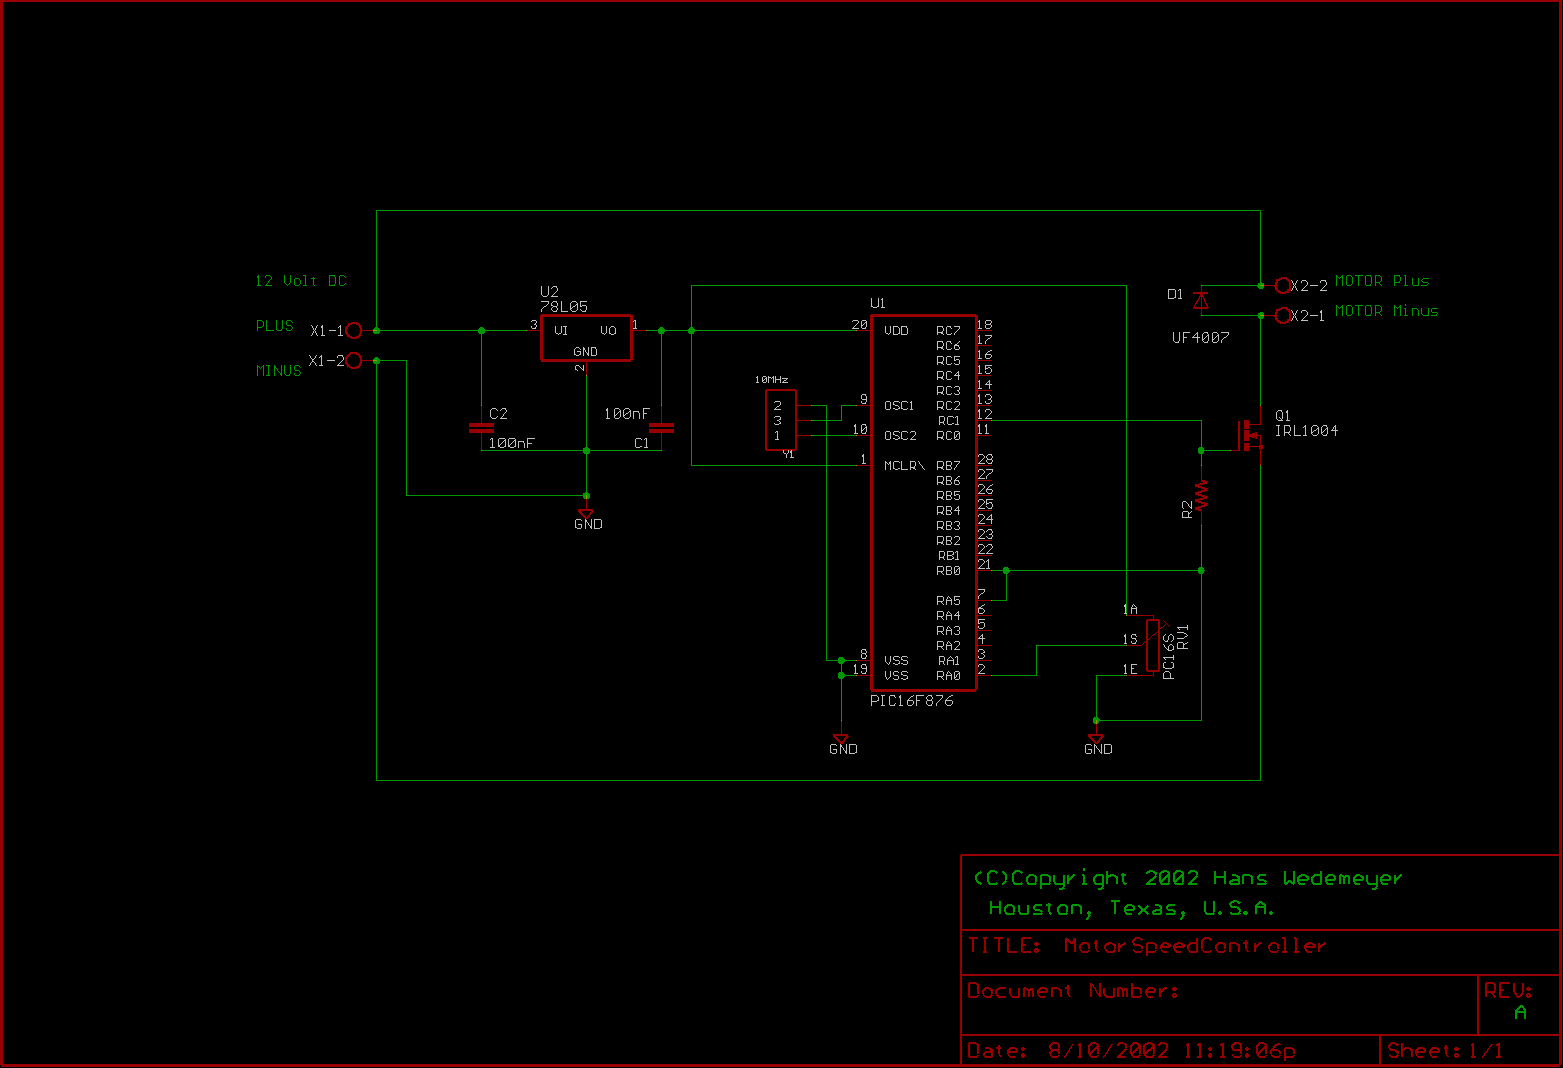 12 Volt DC
PLUS
X1-1
MINUS
X1-2
U2
78L05
3
VI
VO
1
GND
2
C2
100nF
100nF
C1
GND
10MHz
2
3
1
Y1
U1
20
VDD
9
OSC1
10
OSC2
1
MCLR\
8
VSS
19
VSS
RC7
18
RC6
17
RC5
16
RC4
15
RC3
14
RC2
13
RC1
12
RC0
11
RB7
28
RB6
27
RB5
26
RB4
25
RB3
24
RB2
23
RB1
22
RB0
21
RA5
7
RA4
6
RA3
5
RA2
4
RA1
3
RA0
2
PIC16F876
GND
D1
UF4007
X2-2
MOTOR Plus
X2-1
MOTOR Minus
Q1
IRL1004
R2
1A
1S
1E
PC16S
RV1
GND
(C)Copyright 2002 Hans Wedemeyer
Houston, Texas, U.S.A.
TITLE: MotorSpeedController
Document Number:
REV:
A
Date: 8/10/2002 11:19:06p
Sheet: 1/1